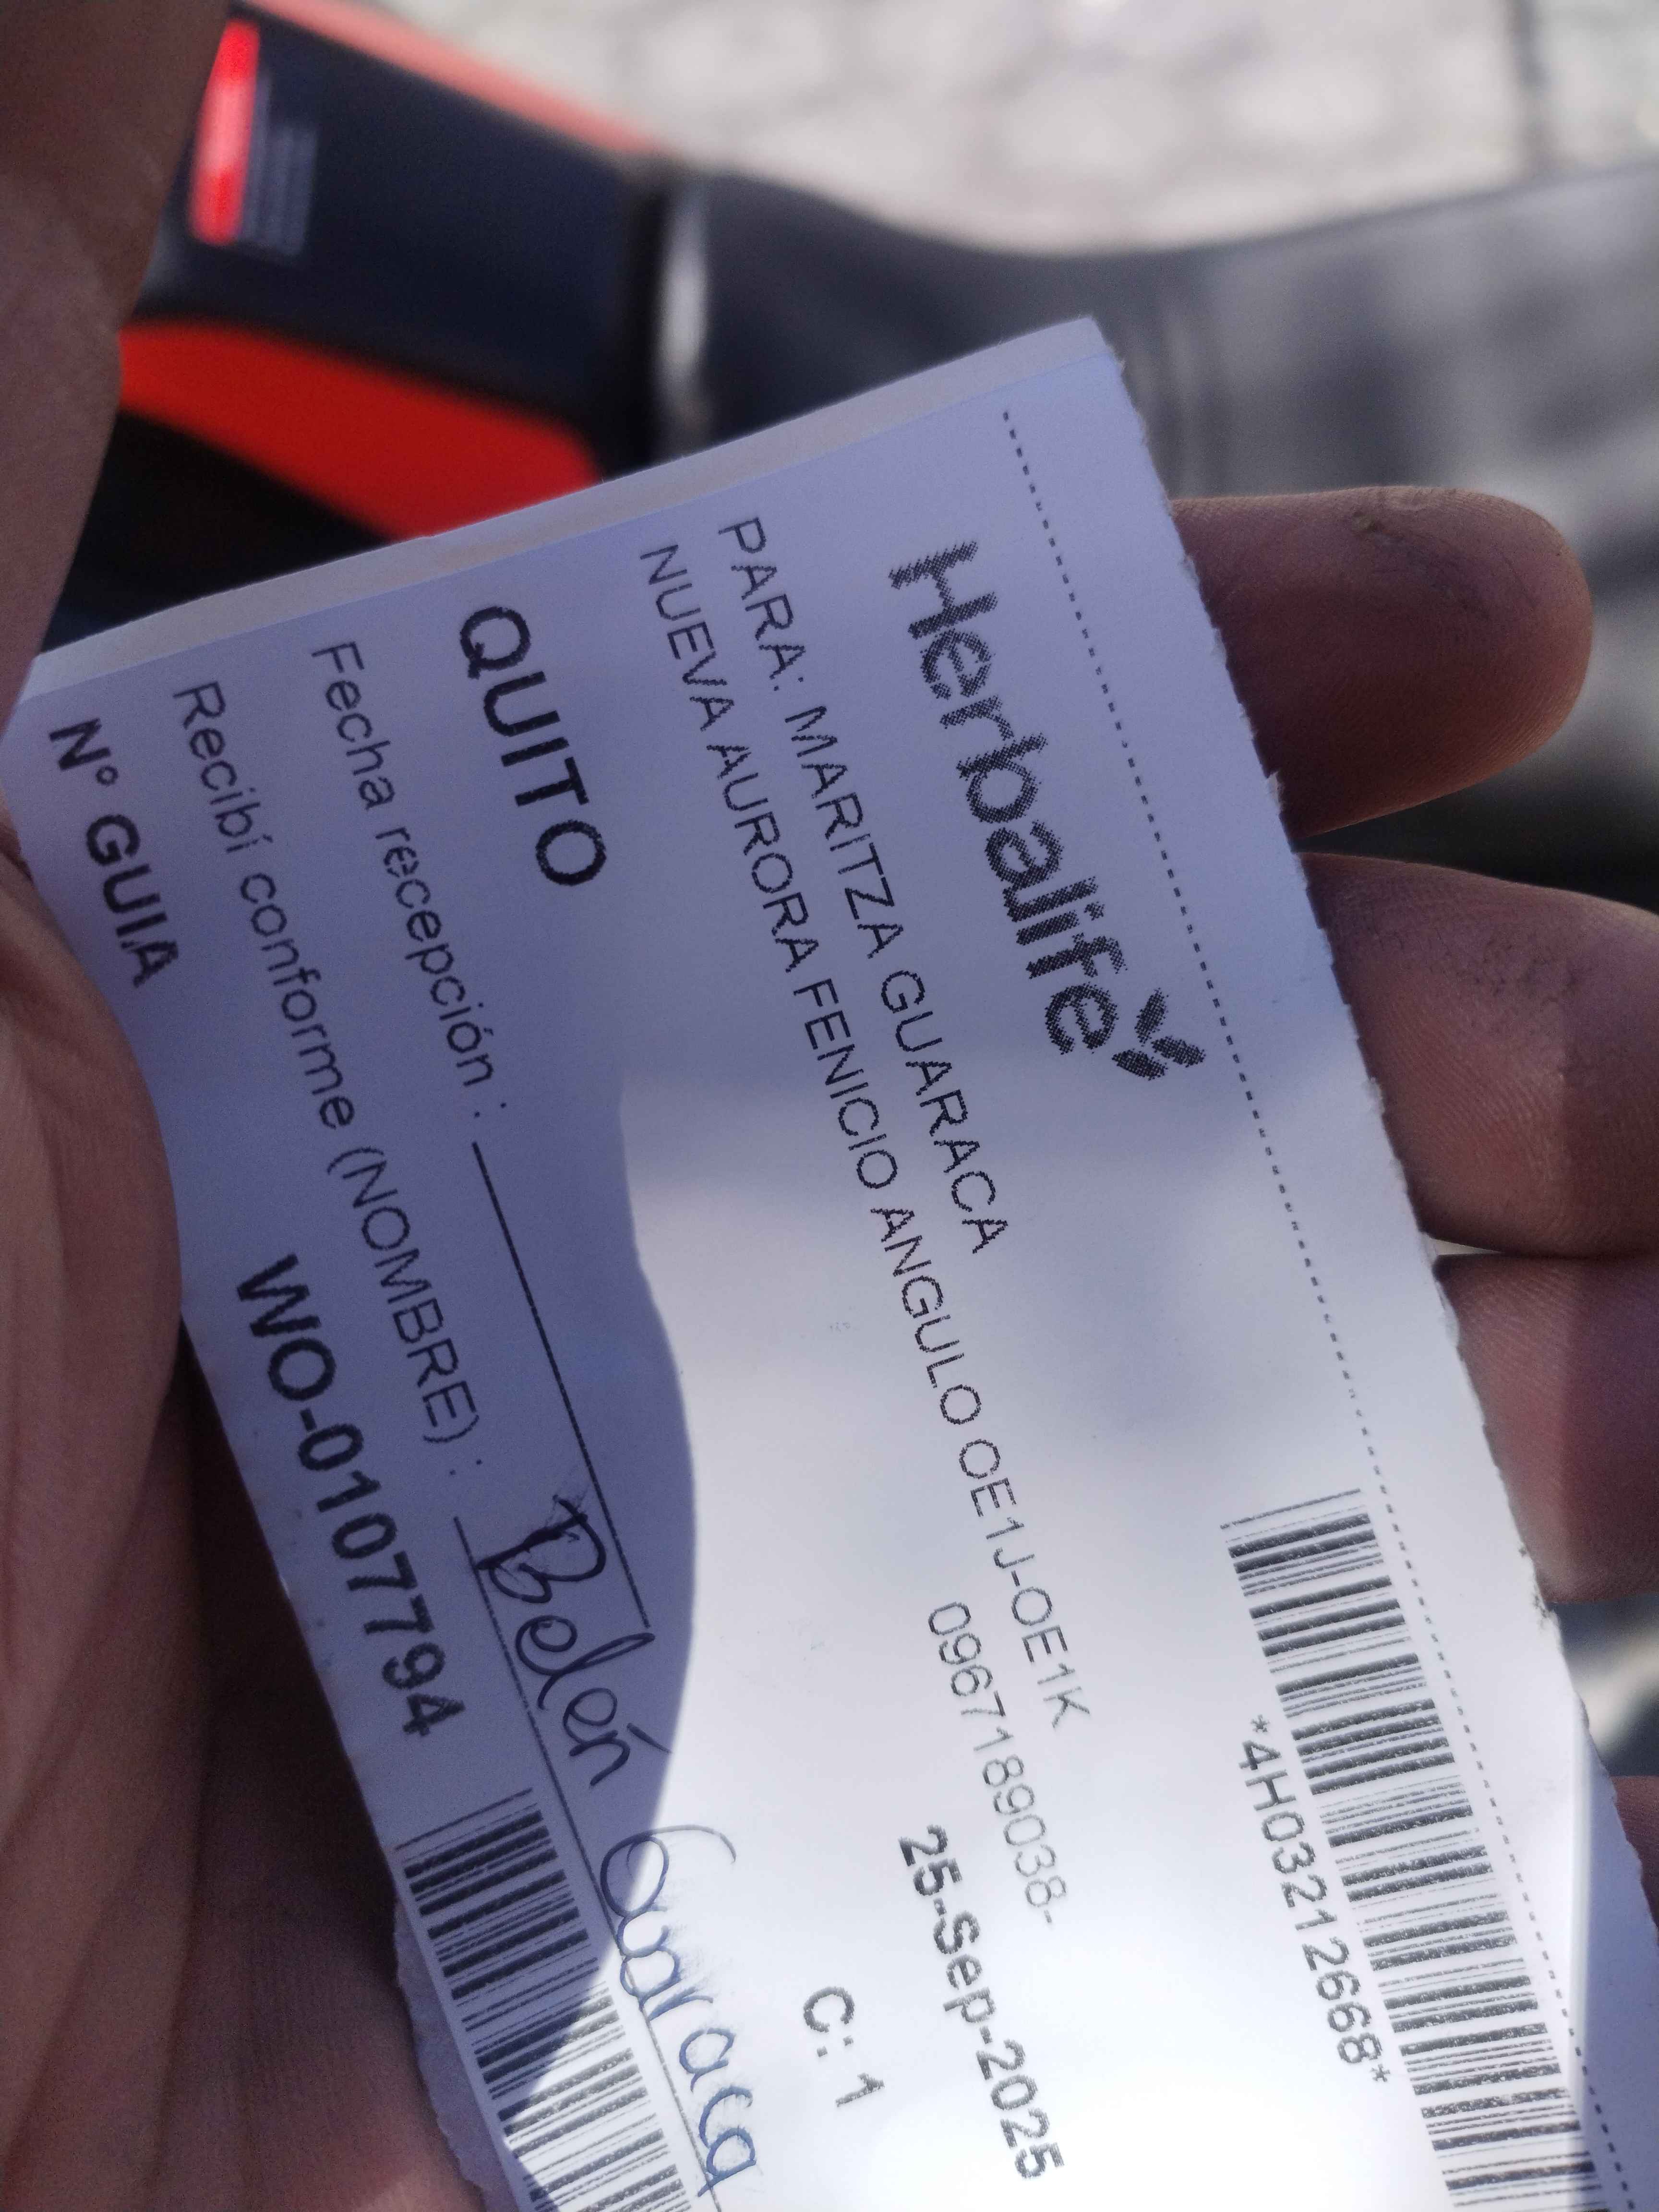 *4H03212668*
Herbalife
PARA: MARITZA GUARACA
NUEVA AURORA FENICIO ANGULO OE1J-OE1K
0967189038-
25-Sep-2025
QUITO
C: 1
Fecha recepción :
Recibí conforme (NOMBRE) : Belén Guaraca
N° GUIA WO-0107794